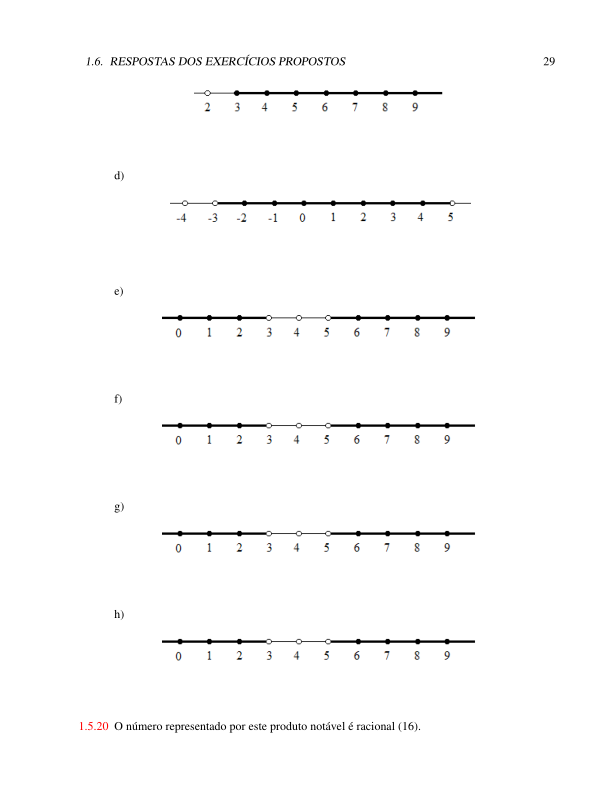 1.6. RESPOSTAS DOS EXERCÍCIOS PROPOSTOS 29
2 3 4 5 6 7 8 9
d)
-4 -3 -2 -1 0 1 2 3 4 5
e)
0 1 2 3 4 5 6 7 8 9
f)
0 1 2 3 4 5 6 7 8 9
g)
0 1 2 3 4 5 6 7 8 9
h)
0 1 2 3 4 5 6 7 8 9
1.5.20 O número representado por este produto notável é racional (16).